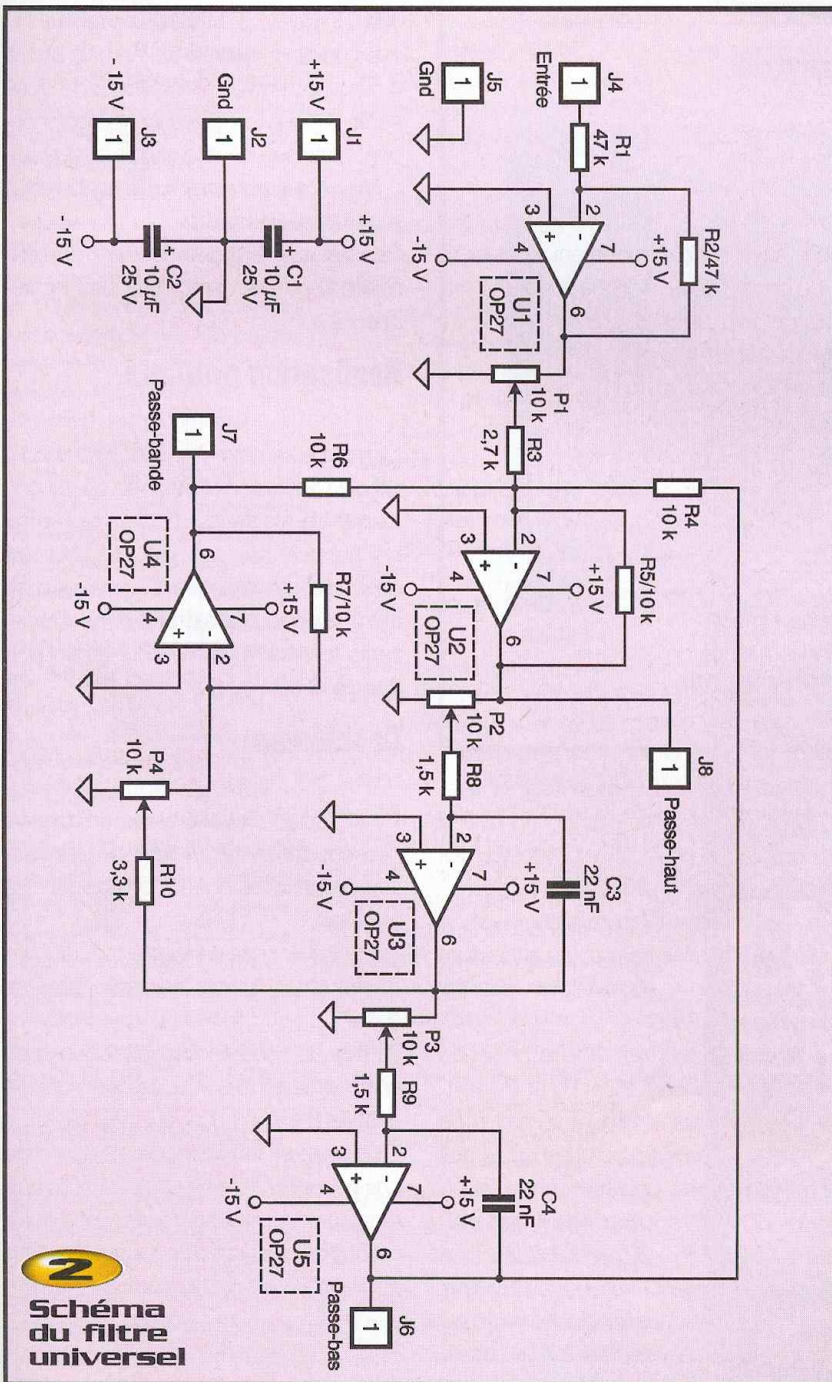 J4
1
Entrée
R1
47 k
J5
1
Gnd
R2/47 k
+15 V
2
3
7
4
6
-
+
-15 V
U1
OP27
P1
10 k
R3
2,7 k
R4
10 k
R6
10 k
R5/10 k
+15 V
2
3
7
4
6
-
+
-15 V
U2
OP27
J8
1
Passe-haut
P2
10 k
R8
1,5 k
C3
22 nF
+15 V
2
3
7
4
6
-
+
-15 V
U3
OP27
P3
10 k
R9
1,5 k
C4
22 nF
+15 V
2
3
7
4
6
-
+
-15 V
U5
OP27
J6
1
Passe-bas
J1
1
+15 V
+15 V
J2
1
Gnd
J3
1
- 15 V
- 15 V
C1
+
10 µF
25 V
C2
+
10 µF
25 V
J7
1
Passe-bande
U4
OP27
R7/10 k
+15 V
6
7
4
2
3
-
+
-15 V
P4
10 k
R10
3,3 k
2
Schéma
du filtre
universel